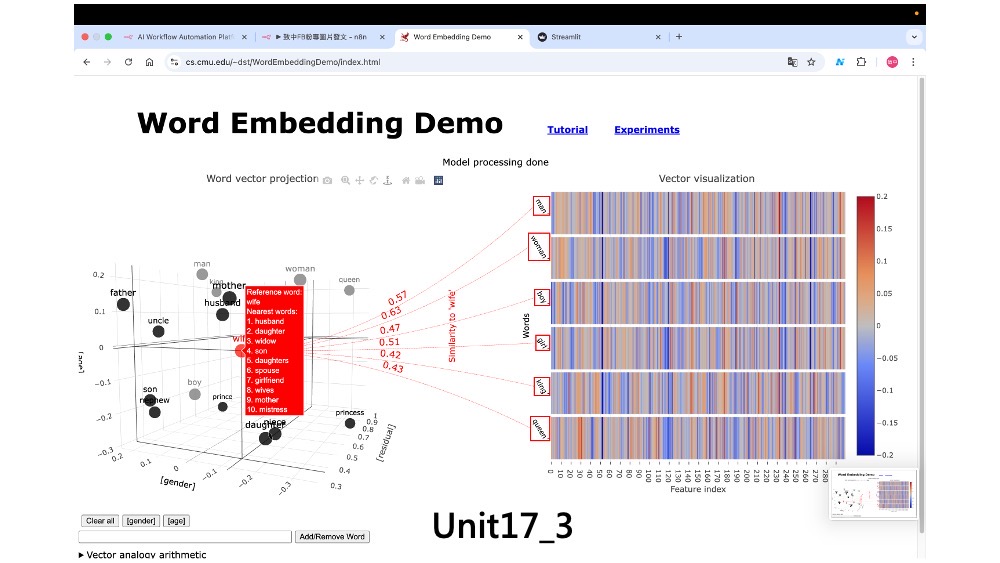 AI Workflow Automation Platf
▶ 致中FB粉專圖片發文 - n8n
Word Embedding Demo
Streamlit
cs.cmu.edu/~dst/WordEmbeddingDemo/index.html
Word Embedding Demo
Tutorial
Experiments
Model processing done
Word vector projection
Vector visualization
man
woman
queen
mother
father
husband
uncle
son
nephew
boy
prince
princess
daughter
Reference word:
wife
Nearest words:
1. husband
2. daughter
3. widow
4. son
5. daughters
6. spouse
7. girlfriend
8. wives
9. mother
10. mistress
0.2
0.1
0
−0.1
−0.2
−0.3
0.2
0.1
0
−0.1
−0.2
−0.3
[gender]
1
0.9
0.8
0.7
0.6
0.5
0.4
0.3
[residual]
0.57
0.63
0.47
0.51
0.42
0.43
Similarity to 'wife'
Words
man
woman
boy
girl
king
queen
0 10 20 30 40 50 60 70 80 90 100 110 120 130 140 150 160 170 180 190 200 210 220 230 240 250 260 270 280
Feature index
0.2
0.15
0.1
0.05
0
−0.05
−0.1
−0.15
−0.2
Clear all
[gender]
[age]
Add/Remove Word
▶ Vector analogy arithmetic
Unit17_3